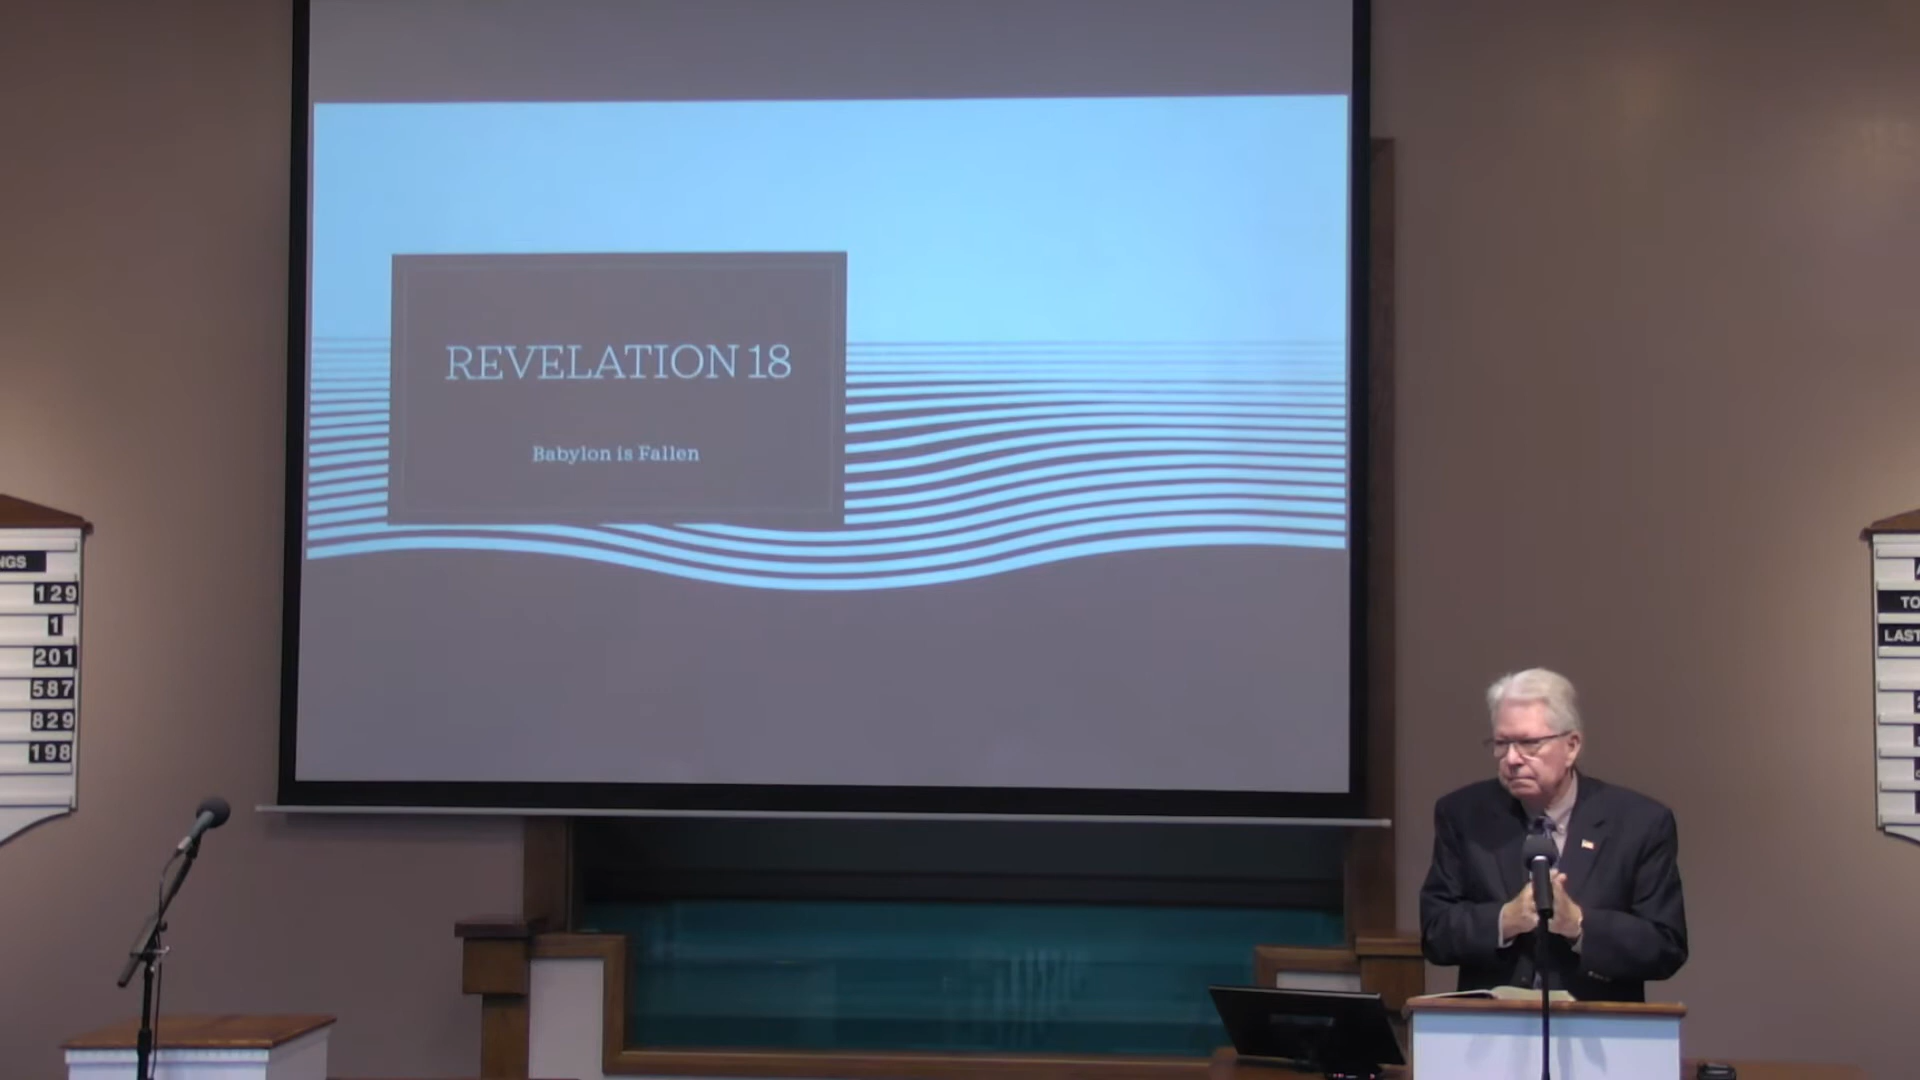 REVELATION 18
Babylon is Fallen
NGS
129
1
201
587
829
198
TO
LAST